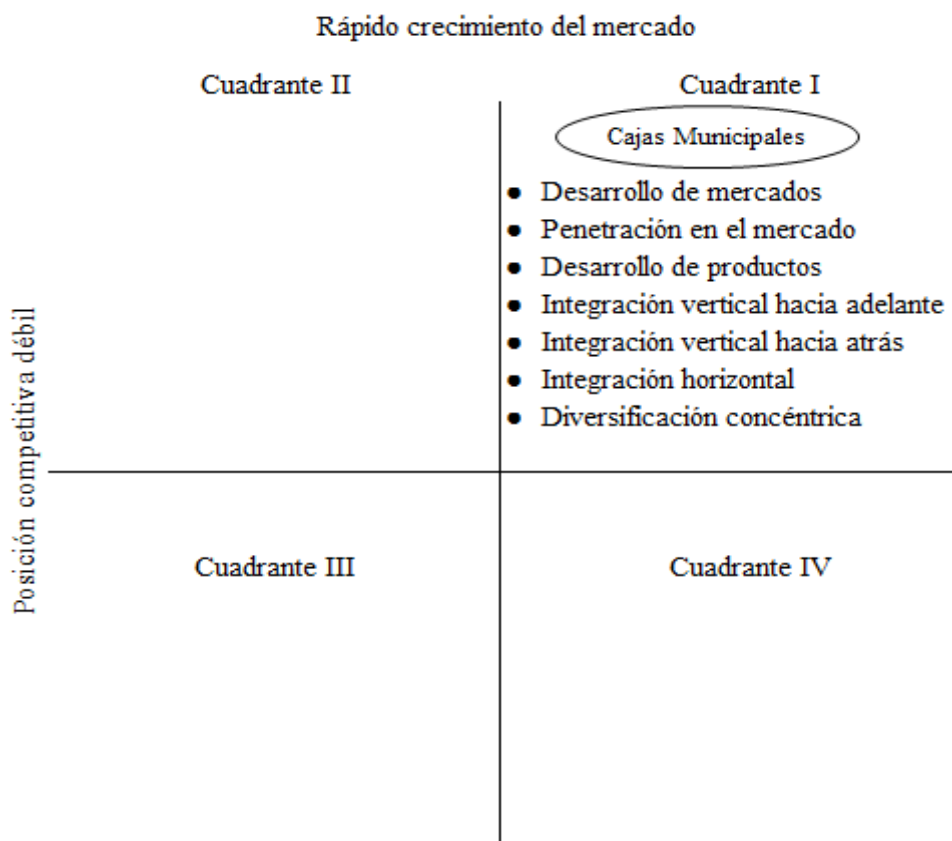 Rápido crecimiento del mercado
Cuadrante II
Cuadrante I
Cajas Municipales
● Desarrollo de mercados
● Penetración en el mercado
● Desarrollo de productos
● Integración vertical hacia adelante
● Integración vertical hacia atrás
● Integración horizontal
● Diversificación concéntrica
Posición competitiva débil
Cuadrante III
Cuadrante IV